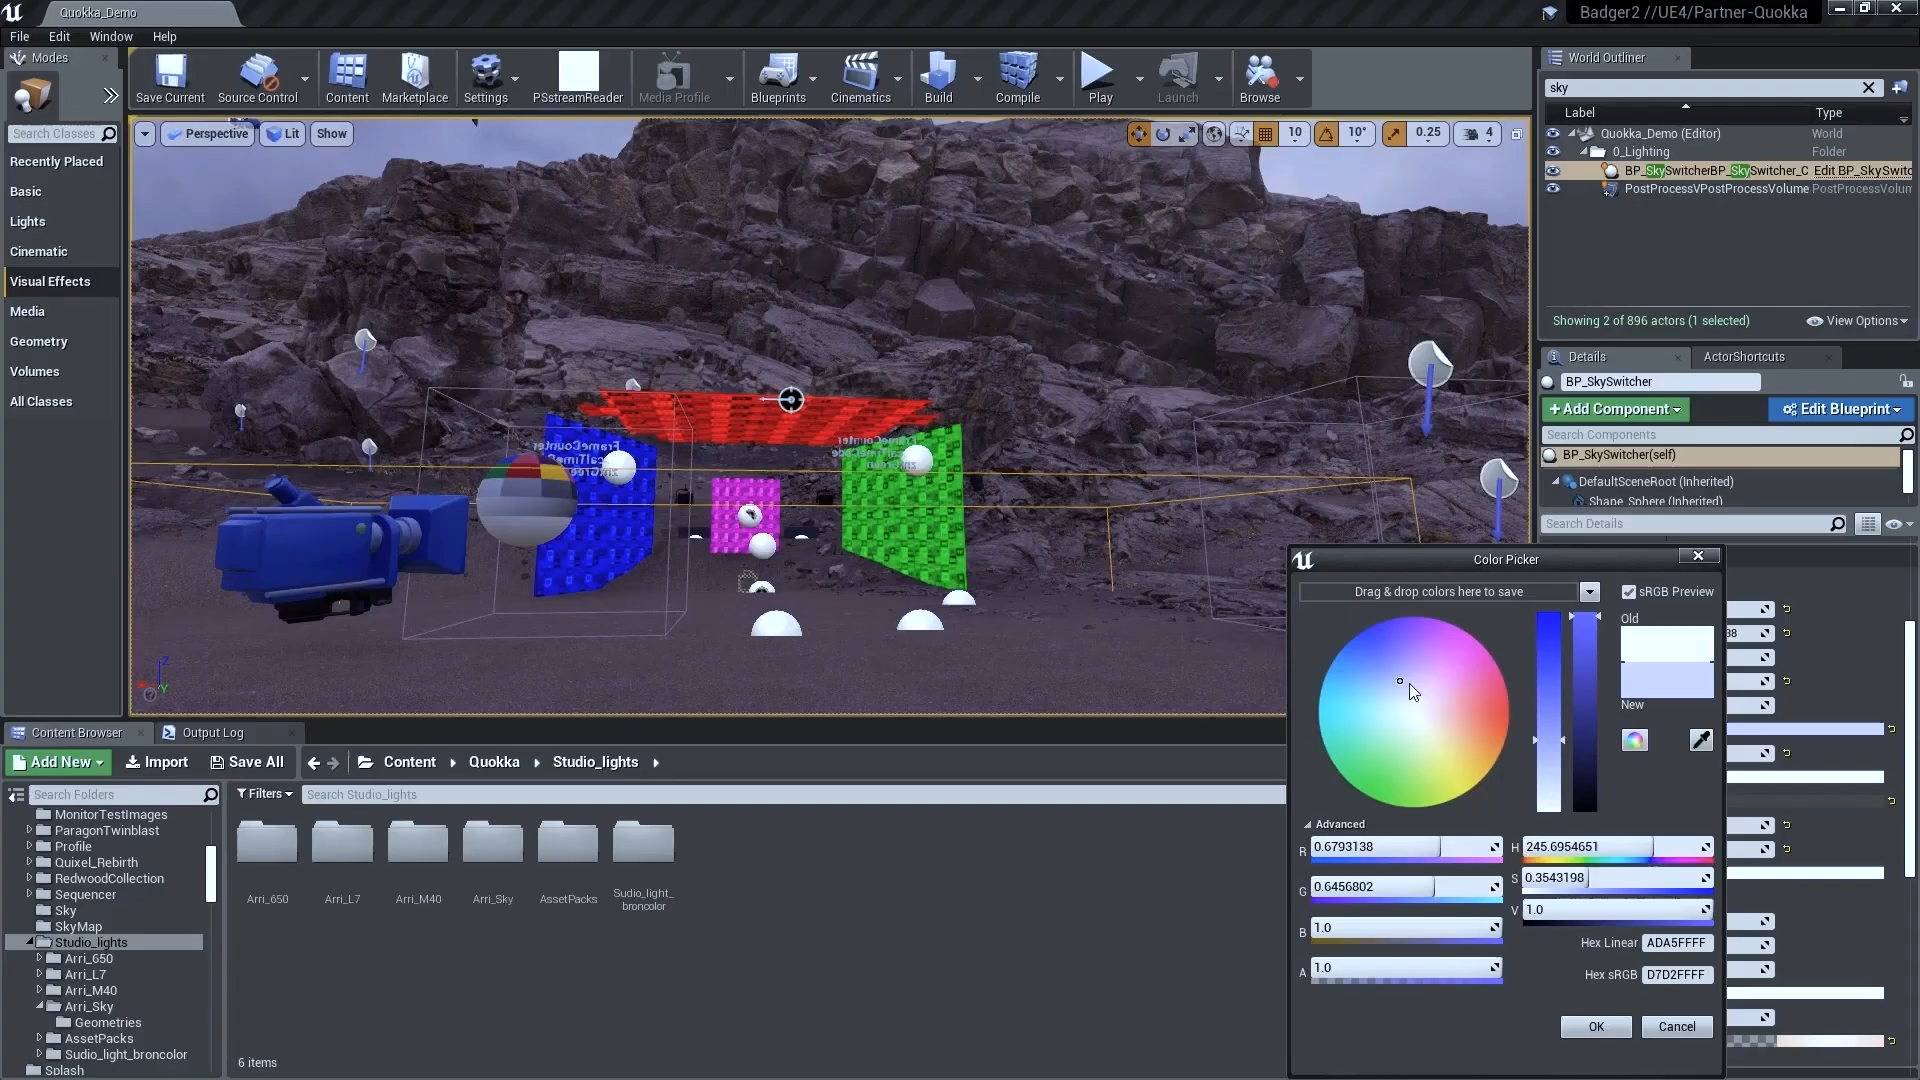 Quokka_Demo
Badger2 //UE4/Partner-Quokka
File Edit Window Help
Modes
Search Classes
Recently Placed
Basic
Lights
Cinematic
Visual Effects
Media
Geometry
Volumes
All Classes
Save Current Source Control Content Marketplace Settings PStreamReader Media Profile Blueprints Cinematics Build Compile Play Launch Browse
Perspective Lit Show
10 10° 0.25 4
FrameCounter
FrameCounter
Z
Y
World Outliner
sky
Label Type
Quokka_Demo (Editor) World
0_Lighting Folder
BP_SkySwitcherBP_SkySwitcher_C Edit BP_SkySwitc
PostProcessVPostProcessVolume PostProcessVolum
Showing 2 of 896 actors (1 selected) View Options
Details ActorShortcuts
BP_SkySwitcher
+Add Component Edit Blueprint
Search Components
BP_SkySwitcher(self)
DefaultSceneRoot (Inherited)
Shape_Sphere (Inherited)
Search Details
38
Color Picker
Drag & drop colors here to save
sRGB Preview
Old
New
Advanced
R 0.6793138 H 245.6954651
G 0.6456802 S 0.3543198
B 1.0 V 1.0
A 1.0
Hex Linear ADA5FFFF
Hex sRGB D7D2FFFF
OK Cancel
Content Browser Output Log
Add New Import Save All Content Quokka Studio_lights
Search Folders
Filters Search Studio_lights
MonitorTestImages
ParagonTwinblast
Profile
Quixel_Rebirth
RedwoodCollection
Sequencer
Sky
SkyMap
Studio_lights
Arri_650
Arri_L7
Arri_M40
Arri_Sky
Geometries
AssetPacks
Sudio_light_broncolor
Splash
Arri_650 Arri_L7 Arri_M40 Arri_Sky AssetPacks Sudio_light_
broncolor
6 items